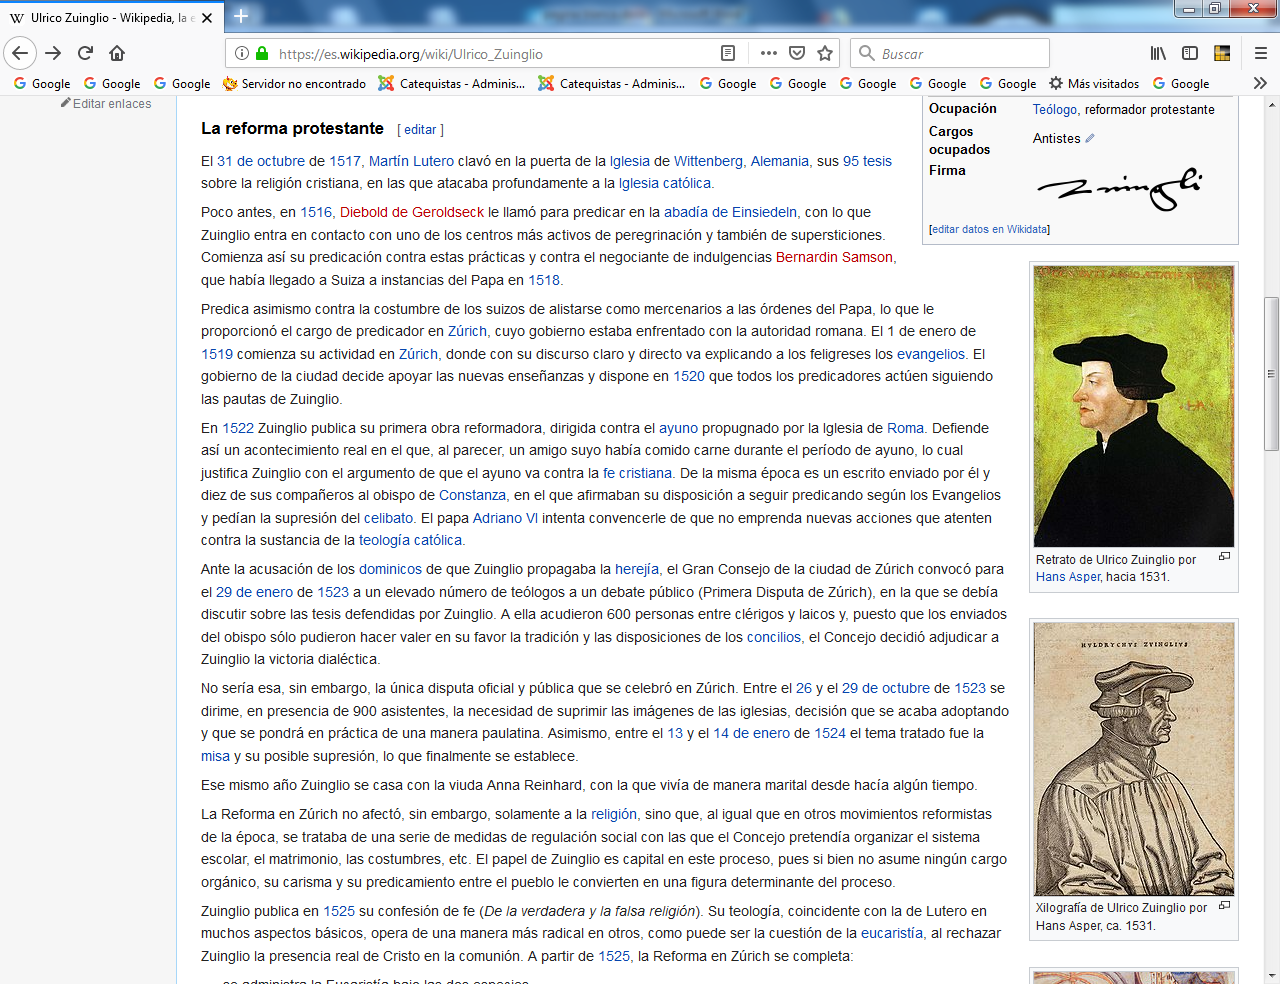 Ulrico Zuinglio - Wikipedia, la e
https://es.wikipedia.org/wiki/Ulrico_Zuinglio
Buscar
Google
Google
Google
Servidor no encontrado
Catequistas - Adminis...
Catequistas - Adminis...
Google
Google
Google
Google
Google
Más visitados
Google
Editar enlaces
La reforma protestante [ editar ]
El 31 de octubre de 1517, Martín Lutero clavó en la puerta de la Iglesia de Wittenberg, Alemania, sus 95 tesis
sobre la religión cristiana, en las que atacaba profundamente a la Iglesia católica.
Poco antes, en 1516, Diebold de Geroldseck le llamó para predicar en la abadía de Einsiedeln, con lo que
Zuinglio entra en contacto con uno de los centros más activos de peregrinación y también de supersticiones.
Comienza así su predicación contra estas prácticas y contra el negociante de indulgencias Bernardin Samson,
que había llegado a Suiza a instancias del Papa en 1518.
Predica asimismo contra la costumbre de los suizos de alistarse como mercenarios a las órdenes del Papa, lo que le
proporcionó el cargo de predicador en Zúrich, cuyo gobierno estaba enfrentado con la autoridad romana. El 1 de enero de
1519 comienza su actividad en Zúrich, donde con su discurso claro y directo va explicando a los feligreses los evangelios. El
gobierno de la ciudad decide apoyar las nuevas enseñanzas y dispone en 1520 que todos los predicadores actúen siguiendo
las pautas de Zuinglio.
En 1522 Zuinglio publica su primera obra reformadora, dirigida contra el ayuno propugnado por la Iglesia de Roma. Defiende
así un acontecimiento real en el que, al parecer, un amigo suyo había comido carne durante el período de ayuno, lo cual
justifica Zuinglio con el argumento de que el ayuno va contra la fe cristiana. De la misma época es un escrito enviado por él y
diez de sus compañeros al obispo de Constanza, en el que afirmaban su disposición a seguir predicando según los Evangelios
y pedían la supresión del celibato. El papa Adriano VI intenta convencerle de que no emprenda nuevas acciones que atenten
contra la sustancia de la teología católica.
Ante la acusación de los dominicos de que Zuinglio propagaba la herejía, el Gran Consejo de la ciudad de Zúrich convocó para
el 29 de enero de 1523 a un elevado número de teólogos a un debate público (Primera Disputa de Zúrich), en la que se debía
discutir sobre las tesis defendidas por Zuinglio. A ella acudieron 600 personas entre clérigos y laicos y, puesto que los enviados
del obispo sólo pudieron hacer valer en su favor la tradición y las disposiciones de los concilios, el Concejo decidió adjudicar a
Zuinglio la victoria dialéctica.
No sería esa, sin embargo, la única disputa oficial y pública que se celebró en Zúrich. Entre el 26 y el 29 de octubre de 1523 se
dirime, en presencia de 900 asistentes, la necesidad de suprimir las imágenes de las iglesias, decisión que se acaba adoptando
y que se pondrá en práctica de una manera paulatina. Asimismo, entre el 13 y el 14 de enero de 1524 el tema tratado fue la
misa y su posible supresión, lo que finalmente se establece.
Ese mismo año Zuinglio se casa con la viuda Anna Reinhard, con la que vivía de manera marital desde hacía algún tiempo.
La Reforma en Zúrich no afectó, sin embargo, solamente a la religión, sino que, al igual que en otros movimientos reformistas
de la época, se trataba de una serie de medidas de regulación social con las que el Concejo pretendía organizar el sistema
escolar, el matrimonio, las costumbres, etc. El papel de Zuinglio es capital en este proceso, pues si bien no asume ningún cargo
orgánico, su carisma y su predicamento entre el pueblo le convierten en una figura determinante del proceso.
Zuinglio publica en 1525 su confesión de fe (De la verdadera y la falsa religión). Su teología, coincidente con la de Lutero en
muchos aspectos básicos, opera de una manera más radical en otros, como puede ser la cuestión de la eucaristía, al rechazar
Zuinglio la presencia real de Cristo en la comunión. A partir de 1525, la Reforma en Zúrich se completa:
se administra la Eucaristía bajo las dos especies
Ocupación Teólogo, reformador protestante
Cargos ocupados Antistes
Firma Zuingli
[editar datos en Wikidata]
Retrato de Ulrico Zuinglio por
Hans Asper, hacia 1531.
HVLDRYCHVS ZVINGLIVS
Xilografía de Ulrico Zuinglio por
Hans Asper, ca. 1531.